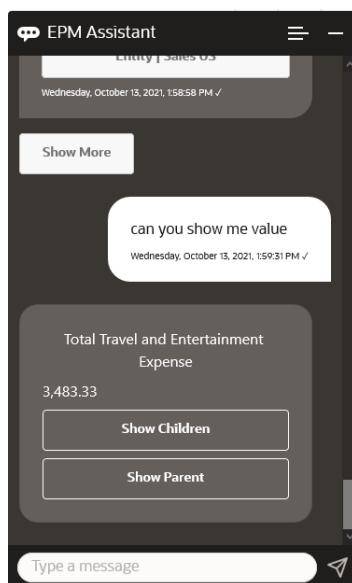 EPM Assistant
Entity | Sales US
Wednesday, October 13, 2021, 1:58:58 PM ✓
Show More
can you show me value
Wednesday, October 13, 2021, 1:59:31 PM ✓
Total Travel and Entertainment
Expense
3,483.33
Show Children
Show Parent
Type a message